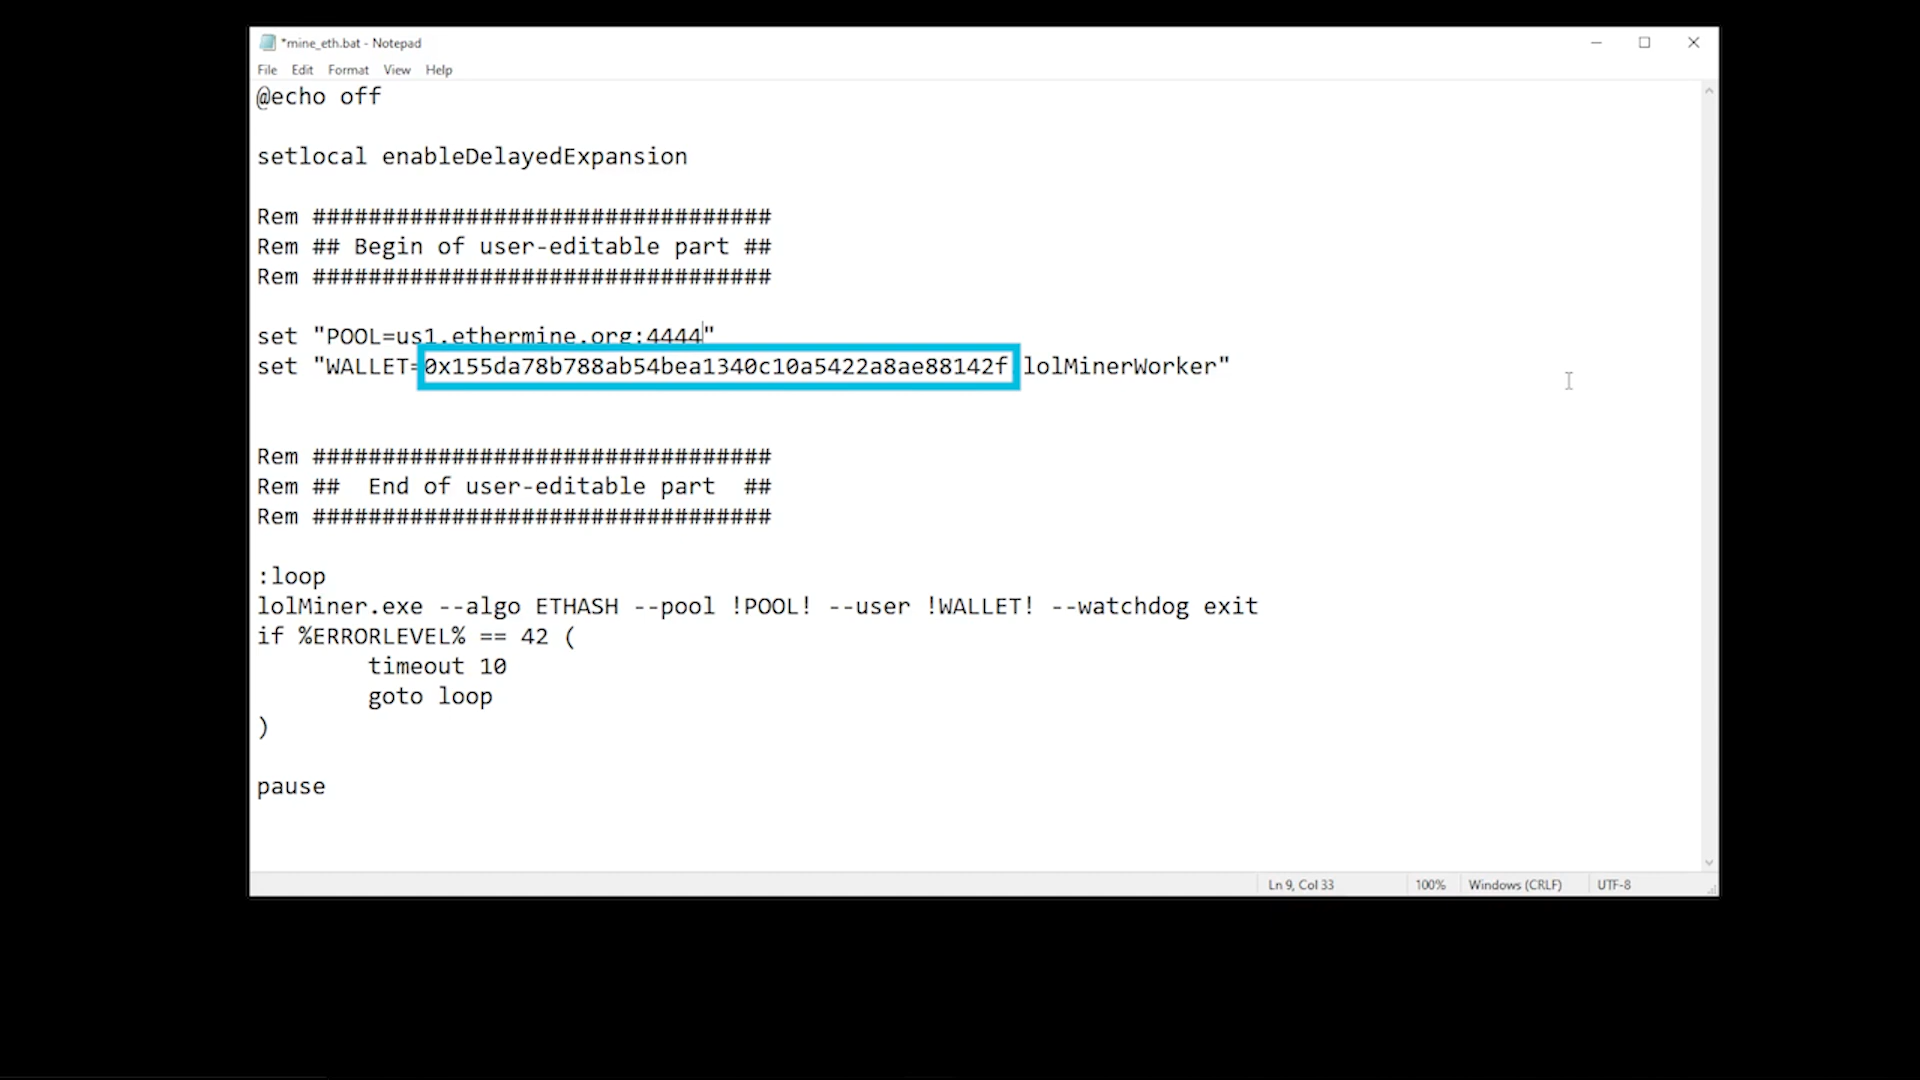 *mine_eth.bat - Notepad
File Edit Format View Help
@echo off
setlocal enableDelayedExpansion
Rem #################################
Rem ## Begin of user-editable part ##
Rem #################################
set "POOL=us1.ethermine.org:4444"
set "WALLET=0x155da78b788ab54bea1340c10a5422a8ae88142f lolMinerWorker"
Rem #################################
Rem ##  End of user-editable part  ##
Rem #################################
:loop
lolMiner.exe --algo ETHASH --pool !POOL! --user !WALLET! --watchdog exit
if %ERRORLEVEL% == 42 (
timeout 10
goto loop
)
pause
Ln 9, Col 33 100% Windows (CRLF) UTF-8